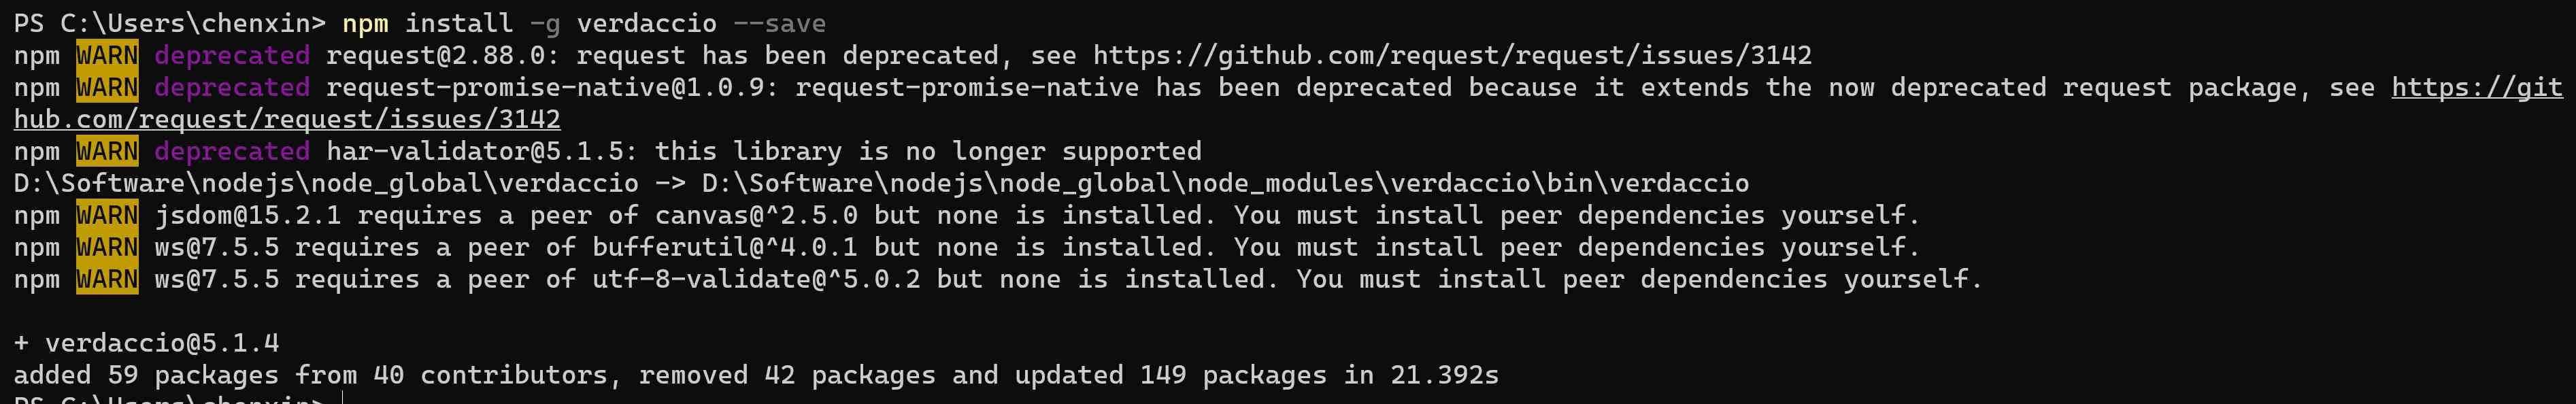 PS C:\Users\chenxin> npm install -g verdaccio --save
npm WARN deprecated request@2.88.0: request has been deprecated, see https://github.com/request/request/issues/3142
npm WARN deprecated request-promise-native@1.0.9: request-promise-native has been deprecated because it extends the now deprecated request package, see https://git
hub.com/request/request/issues/3142
npm WARN deprecated har-validator@5.1.5: this library is no longer supported
D:\Software\nodejs\node_global\verdaccio -> D:\Software\nodejs\node_global\node_modules\verdaccio\bin\verdaccio
npm WARN jsdom@15.2.1 requires a peer of canvas@^2.5.0 but none is installed. You must install peer dependencies yourself.
npm WARN ws@7.5.5 requires a peer of bufferutil@^4.0.1 but none is installed. You must install peer dependencies yourself.
npm WARN ws@7.5.5 requires a peer of utf-8-validate@^5.0.2 but none is installed. You must install peer dependencies yourself.
+ verdaccio@5.1.4
added 59 packages from 40 contributors, removed 42 packages and updated 149 packages in 21.392s
PS C:\Users\chenxin>